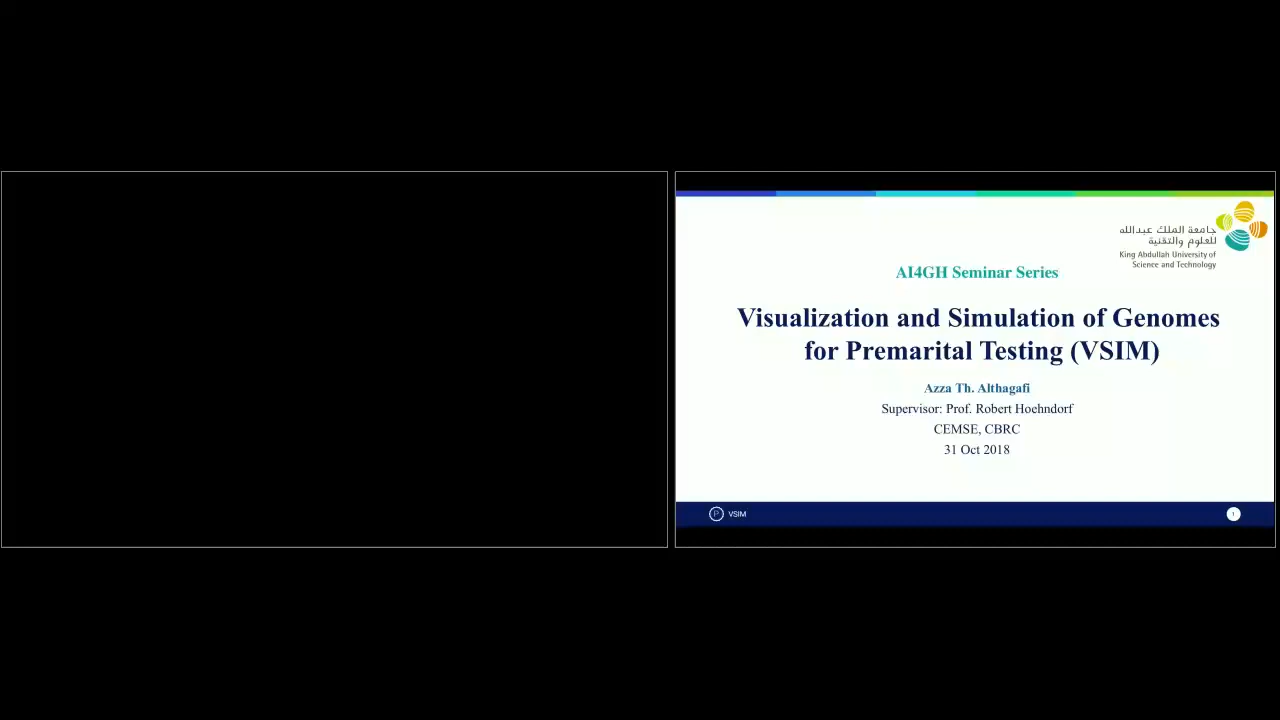 جامعة الملك عبدالله
للعلوم والتقنية
King Abdullah University of
Science and Technology
AI4GH Seminar Series
Visualization and Simulation of Genomes
for Premarital Testing (VSIM)
Azza Th. Althagafi
Supervisor: Prof. Robert Hoehndorf
CEMSE, CBRC
31 Oct 2018
P VSIM
1